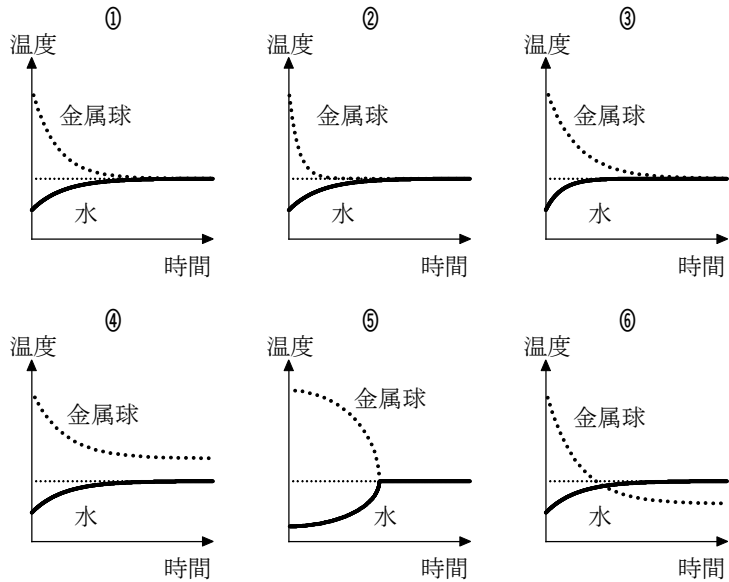 ① ② ③
温度 温度 温度
金属球 金属球 金属球
水 水 水
時間 時間 時間
④ ⑤ ⑥
温度 温度 温度
金属球 金属球 金属球
水 水 水
時間 時間 時間